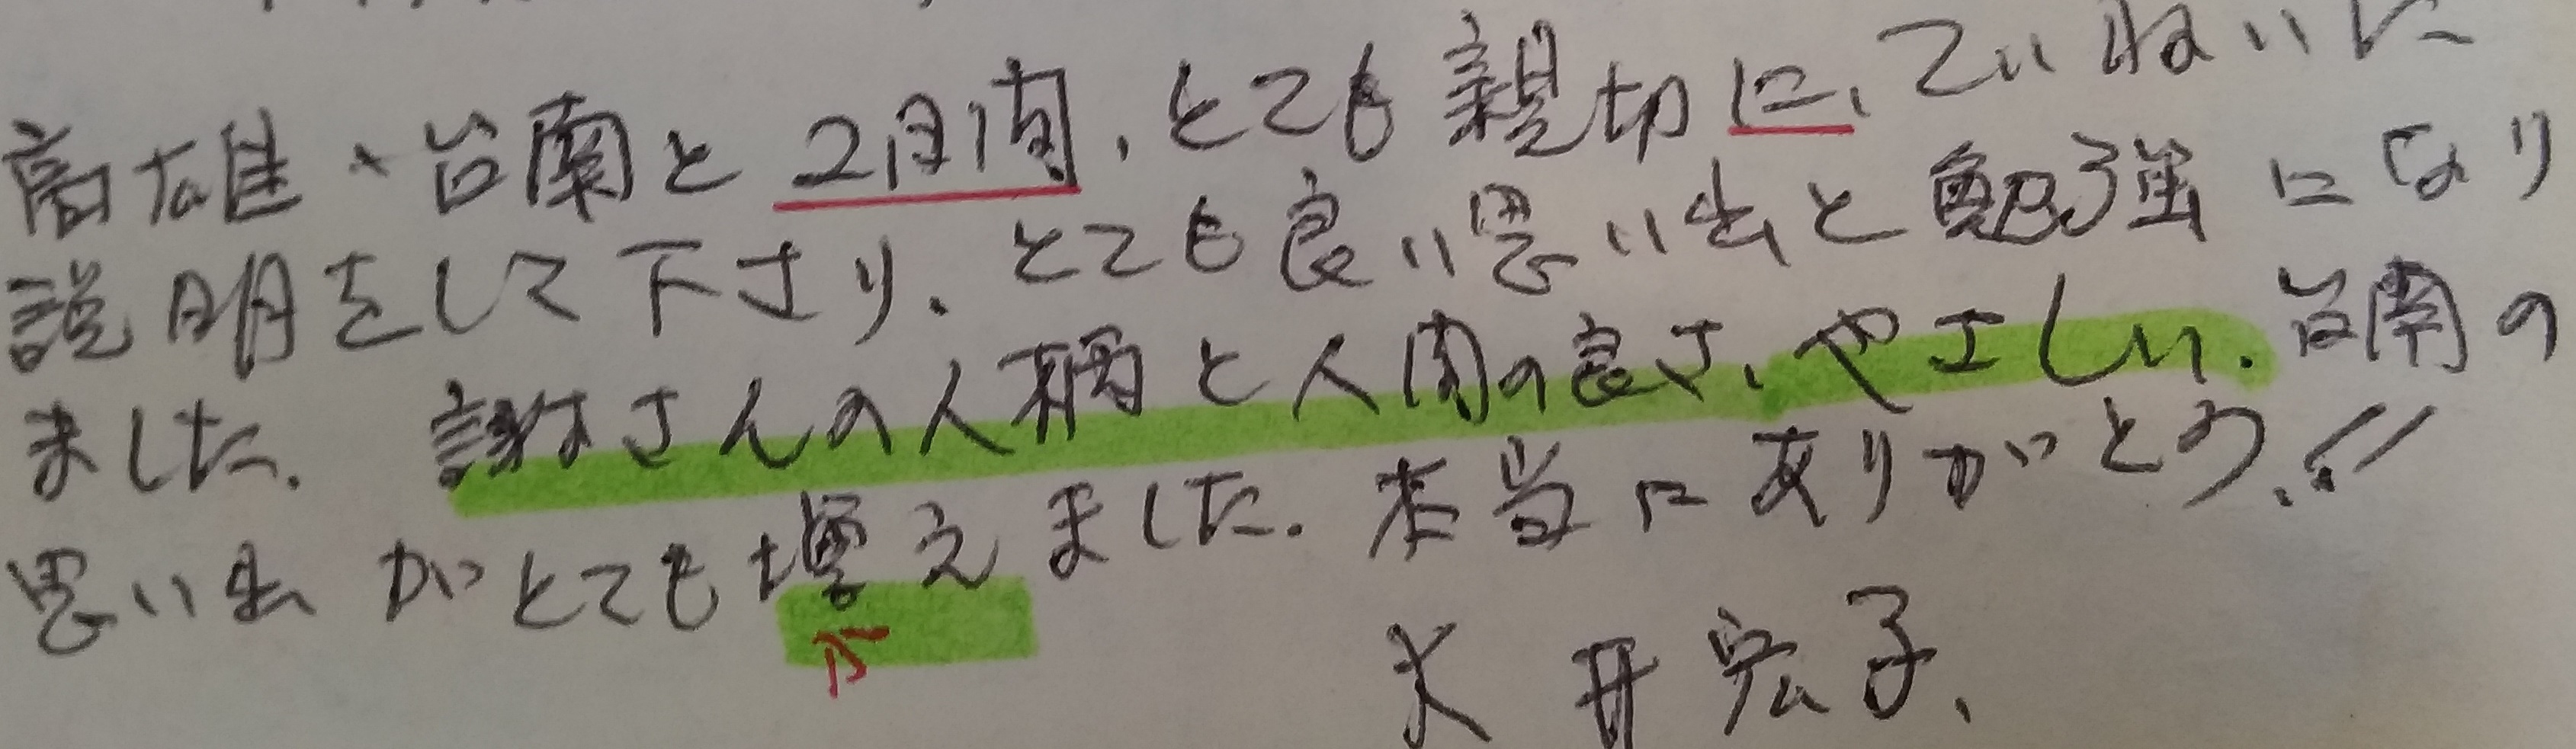 高雄、台南と2日間、とても親切に、ていねいに
説明をして下さり、とても良い思い出と勉強になり
ました。謝さんの人柄と人間の良さ、やさしい、台南の
思い出がとても増えました。本当にありがとう!!
ふ
井宏子、